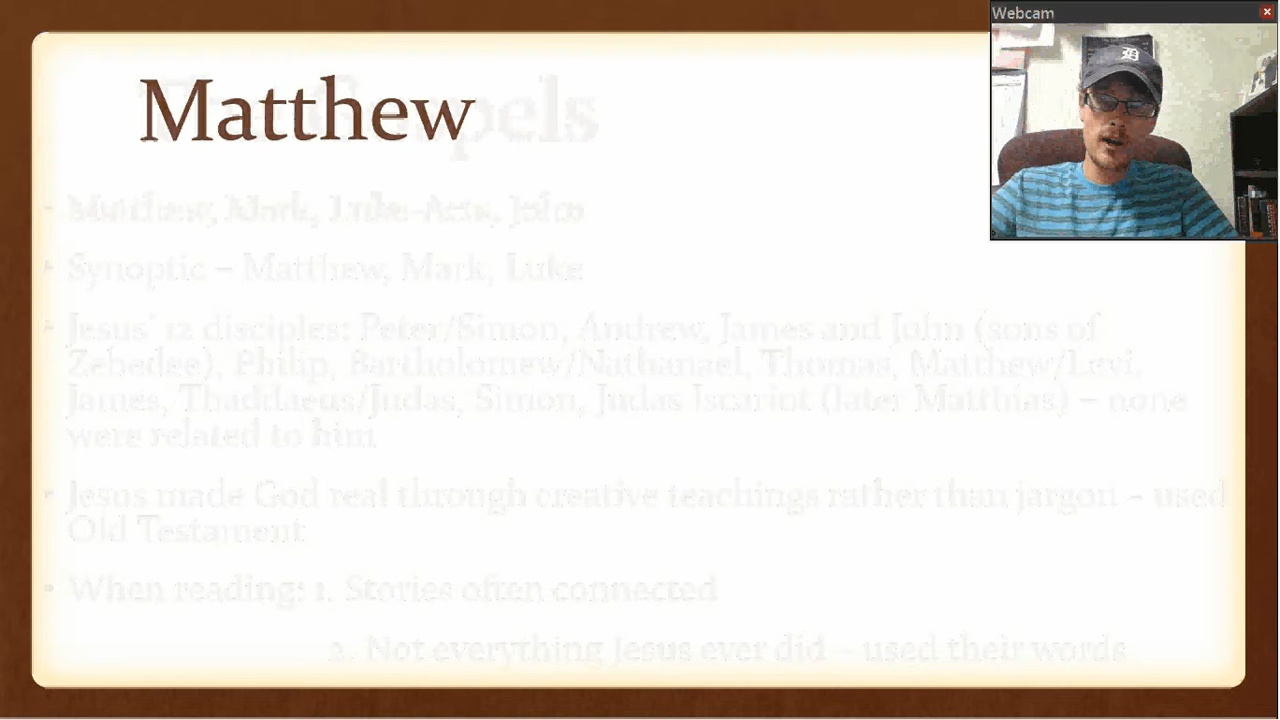 Webcam
Matthew
The Gospels
• Matthew, Mark, Luke-Acts, John
• Synoptic – Matthew, Mark, Luke
• Jesus' 12 disciples: Peter/Simon, Andrew, James and John (sons of
Zebedee), Philip, Bartholomew/Nathanael, Thomas, Matthew/Levi,
James, Thaddaeus/Judas, Simon, Judas Iscariot (later Matthias) – none
were related to him
• Jesus made God real through creative teachings rather than jargon – used
Old Testament
• When reading: 1. Stories often connected
2. Not everything Jesus ever did – used their words